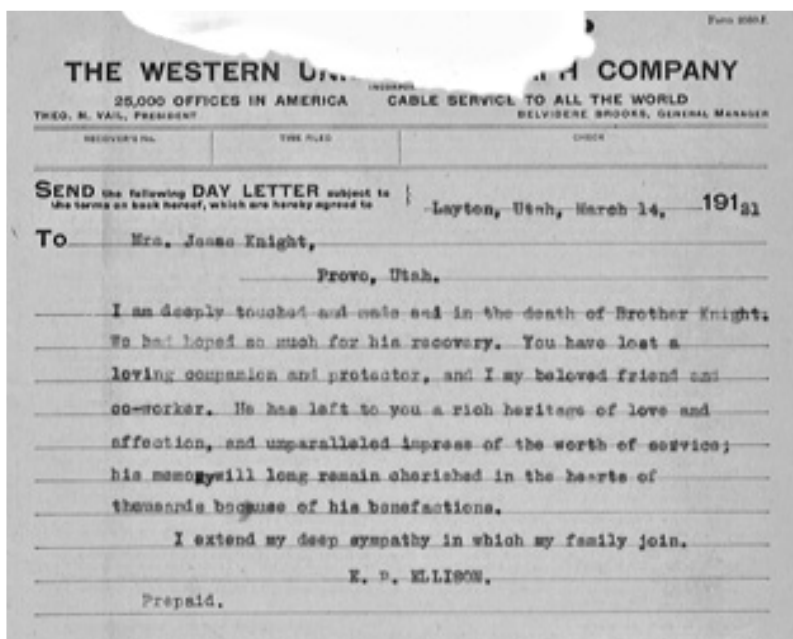 Form 2289 E
THE WESTERN UN PH COMPANY
INCORPOR
25,000 OFFICES IN AMERICA CABLE SERVICE TO ALL THE WORLD
THEO. N. VAIL, PRESIDENT BELVIDERE BROOKS, GENERAL MANAGER
RECEIVER'S No. TIME FILED CHECK
SEND the following DAY LETTER subject to
the terms on back hereof, which are hereby agreed to
Layton, Utah, March 14, 191 21
To Mrs. Jesse Knight,
Provo, Utah.
I am deeply touched and made sad in the death of Brother Knight.
We had hoped so much for his recovery. You have lost a
loving companion and protector, and I my beloved friend and
co-worker. He has left to you a rich heritage of love and
affection, and unparalleled impress of the worth of service;
his memory will long remain cherished in the hearts of
thousands because of his benefactions.
I extend my deep sympathy in which my family join.
E. P. ELLISON.
Prepaid.